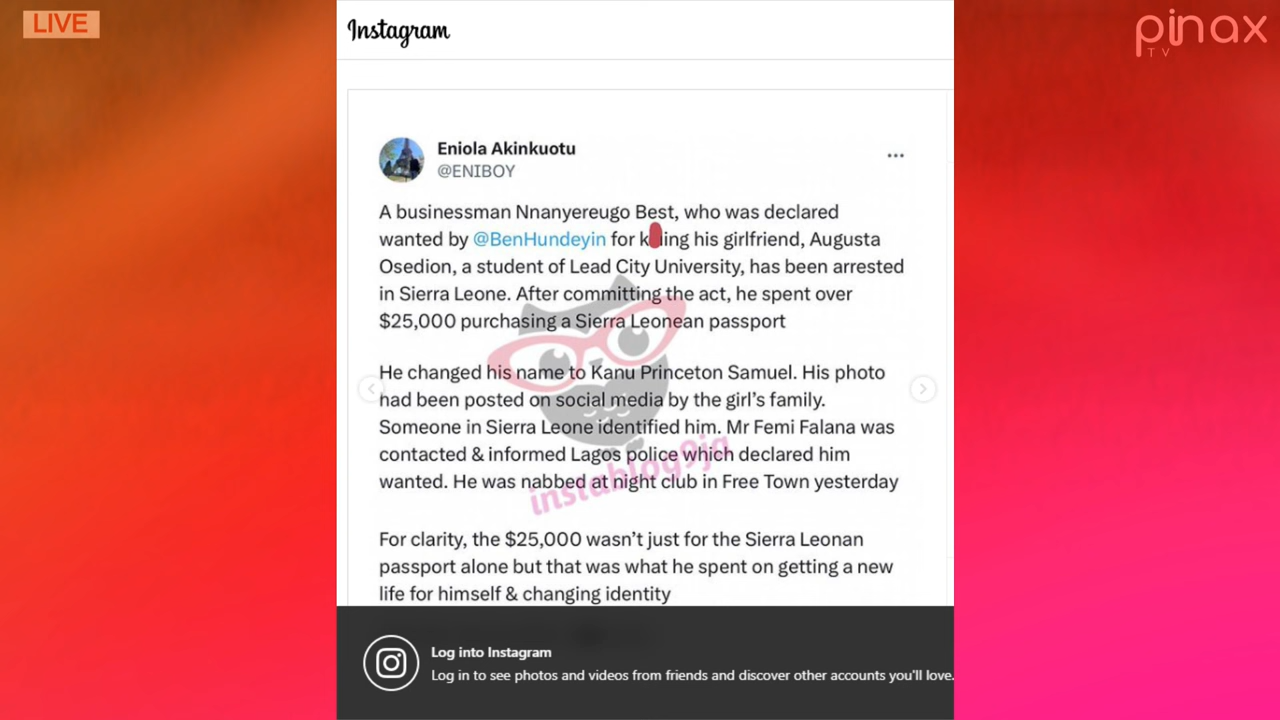 LIVE
pinax
TV
Instagram
Eniola Akinkuotu
@ENIBOY
A businessman Nnanyereugo Best, who was declared
wanted by @BenHundeyin for k ling his girlfriend, Augusta
Osedion, a student of Lead City University, has been arrested
in Sierra Leone. After committing the act, he spent over
$25,000 purchasing a Sierra Leonean passport
He changed his name to Kanu Princeton Samuel. His photo
had been posted on social media by the girl's family.
Someone in Sierra Leone identified him. Mr Femi Falana was
contacted & informed Lagos police which declared him
wanted. He was nabbed at night club in Free Town yesterday
instablog9ja
For clarity, the $25,000 wasn't just for the Sierra Leonan
passport alone but that was what he spent on getting a new
life for himself & changing identity
Log into Instagram
Log in to see photos and videos from friends and discover other accounts you'll love.